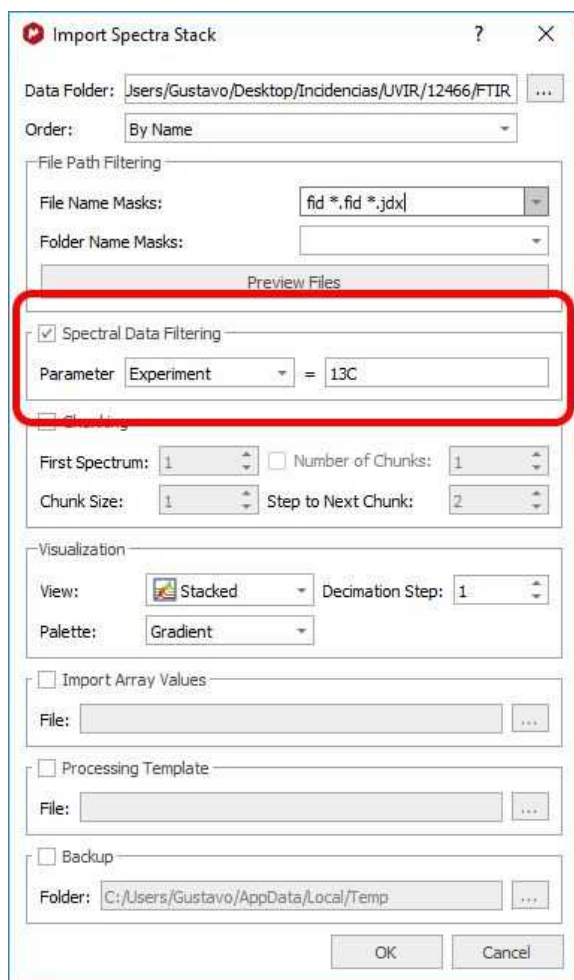 Import Spectra Stack ?
Data Folder: Jsers/Gustavo/Desktop/Incidencias/UVIR/12466/FTIR ...
Order: By Name
File Path Filtering
File Name Masks: fid *.fid *.jdx
Folder Name Masks:
Preview Files
Spectral Data Filtering
Parameter Experiment = 13C
Chunking
First Spectrum: 1 Number of Chunks: 1
Chunk Size: 1 Step to Next Chunk: 2
Visualization
View: Stacked Decimation Step: 1
Palette: Gradient
Import Array Values
File: ...
Processing Template
File: ...
Backup
Folder: C:/Users/Gustavo/AppData/Local/Temp ...
OK Cancel